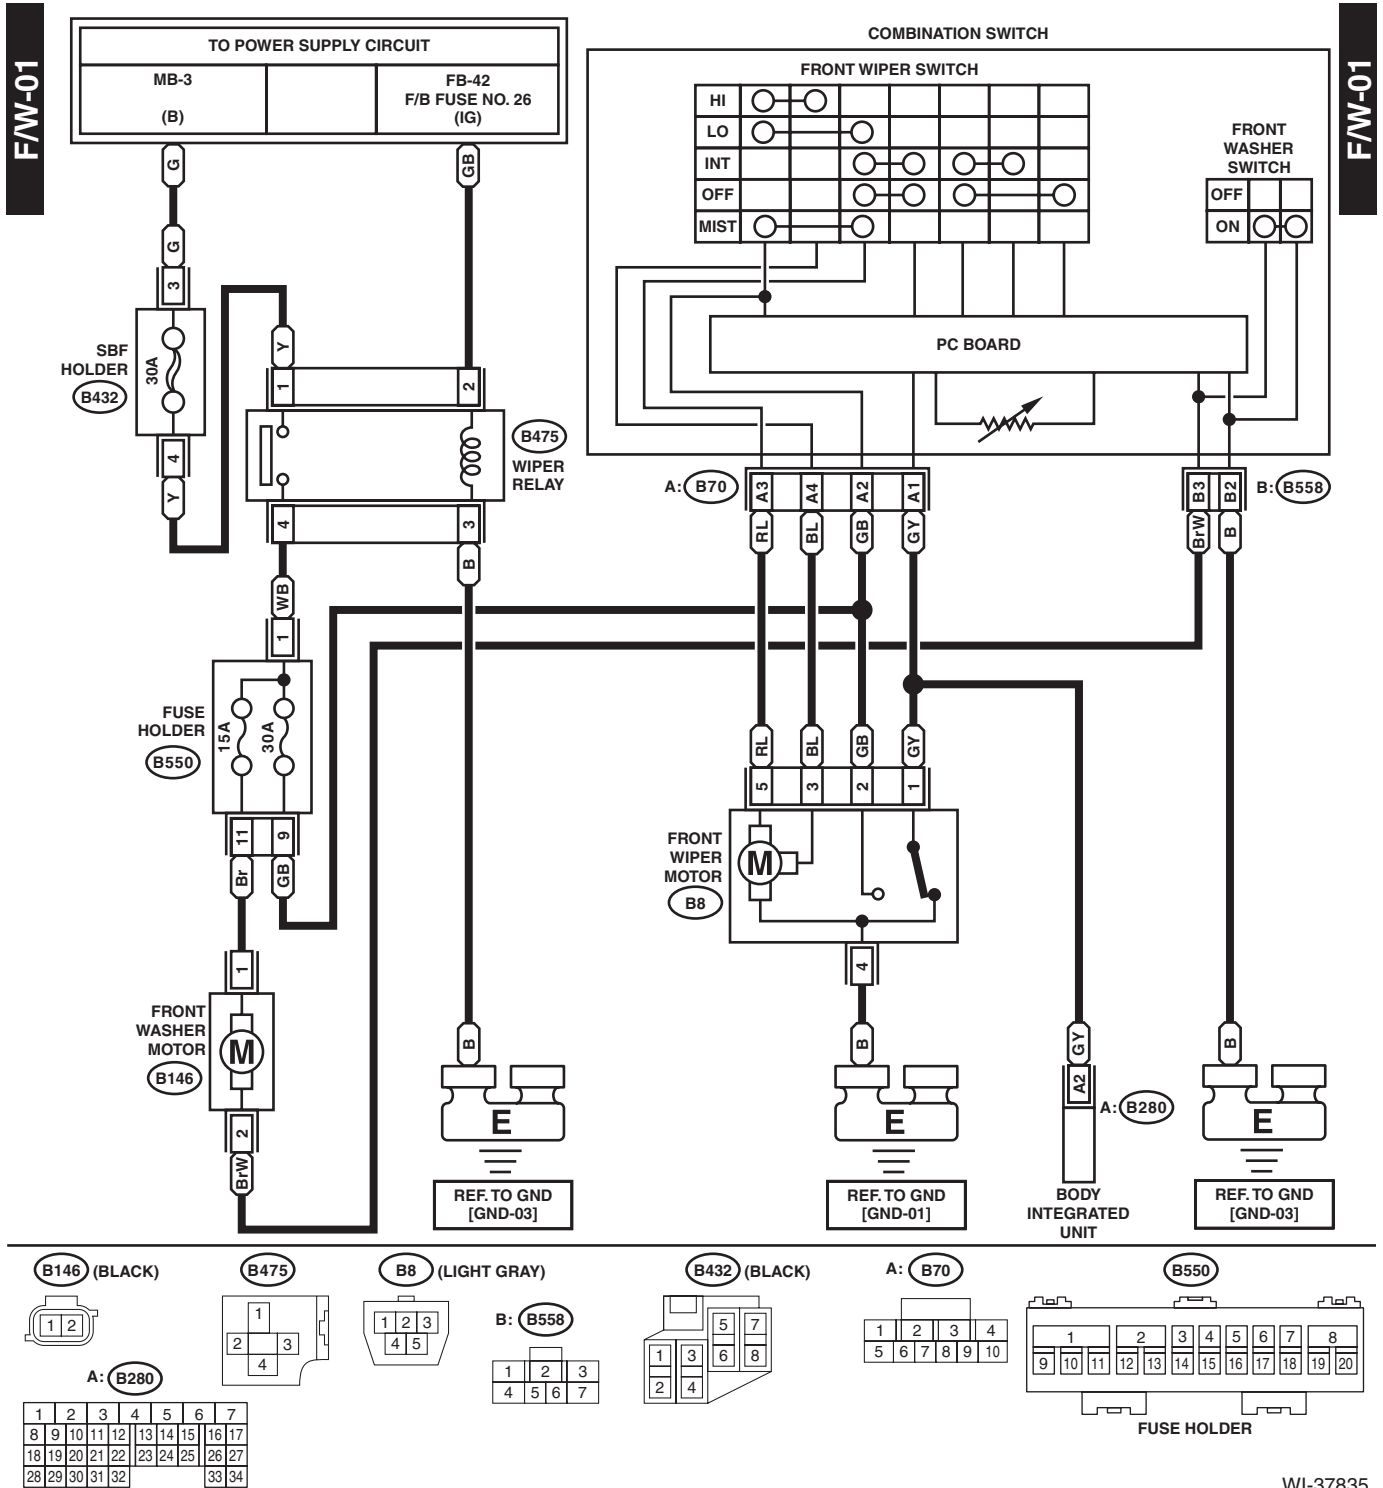 F/W-01
F/W-01
TO POWER SUPPLY CIRCUIT
MB-3
(B)
FB-42
F/B FUSE NO. 26
(IG)
COMBINATION SWITCH
FRONT WIPER SWITCH
HI
LO
INT
OFF
MIST
FRONT
WASHER
SWITCH
OFF
ON
G
GB
G
3
SBF
HOLDER
B432
30A
4
Y
Y
1
2
B475
WIPER
RELAY
4
3
B
PC BOARD
A: B70
A3
A4
A2
A1
B3
B2
B: B558
RL
BL
GB
GY
BrW
B
WB
1
FUSE
HOLDER
B550
15A
30A
11
9
Br
GB
RL
BL
GB
GY
5
3
2
1
FRONT
WIPER
MOTOR
B8
M
4
1
FRONT
WASHER
MOTOR
B146
M
2
BrW
B
B
GY
B
A2
A: B280
E
E
E
REF. TO GND
[GND-03]
REF. TO GND
[GND-01]
BODY
INTEGRATED
UNIT
REF. TO GND
[GND-03]
B146 (BLACK)
1 2
B475
1
2 3
4
B8 (LIGHT GRAY)
1 2 3
4 5
B: B558
1 2 3
4 5 6 7
B432 (BLACK)
5 7
1 3 6 8
2 4
A: B70
1 2 3 4
5 6 7 8 9 10
B550
1 2 3 4 5 6 7 8
9 10 11 12 13 14 15 16 17 18 19 20
FUSE HOLDER
A: B280
1 2 3 4 5 6 7
8 9 10 11 12 13 14 15 16 17
18 19 20 21 22 23 24 25 26 27
28 29 30 31 32 33 34
WI-37835